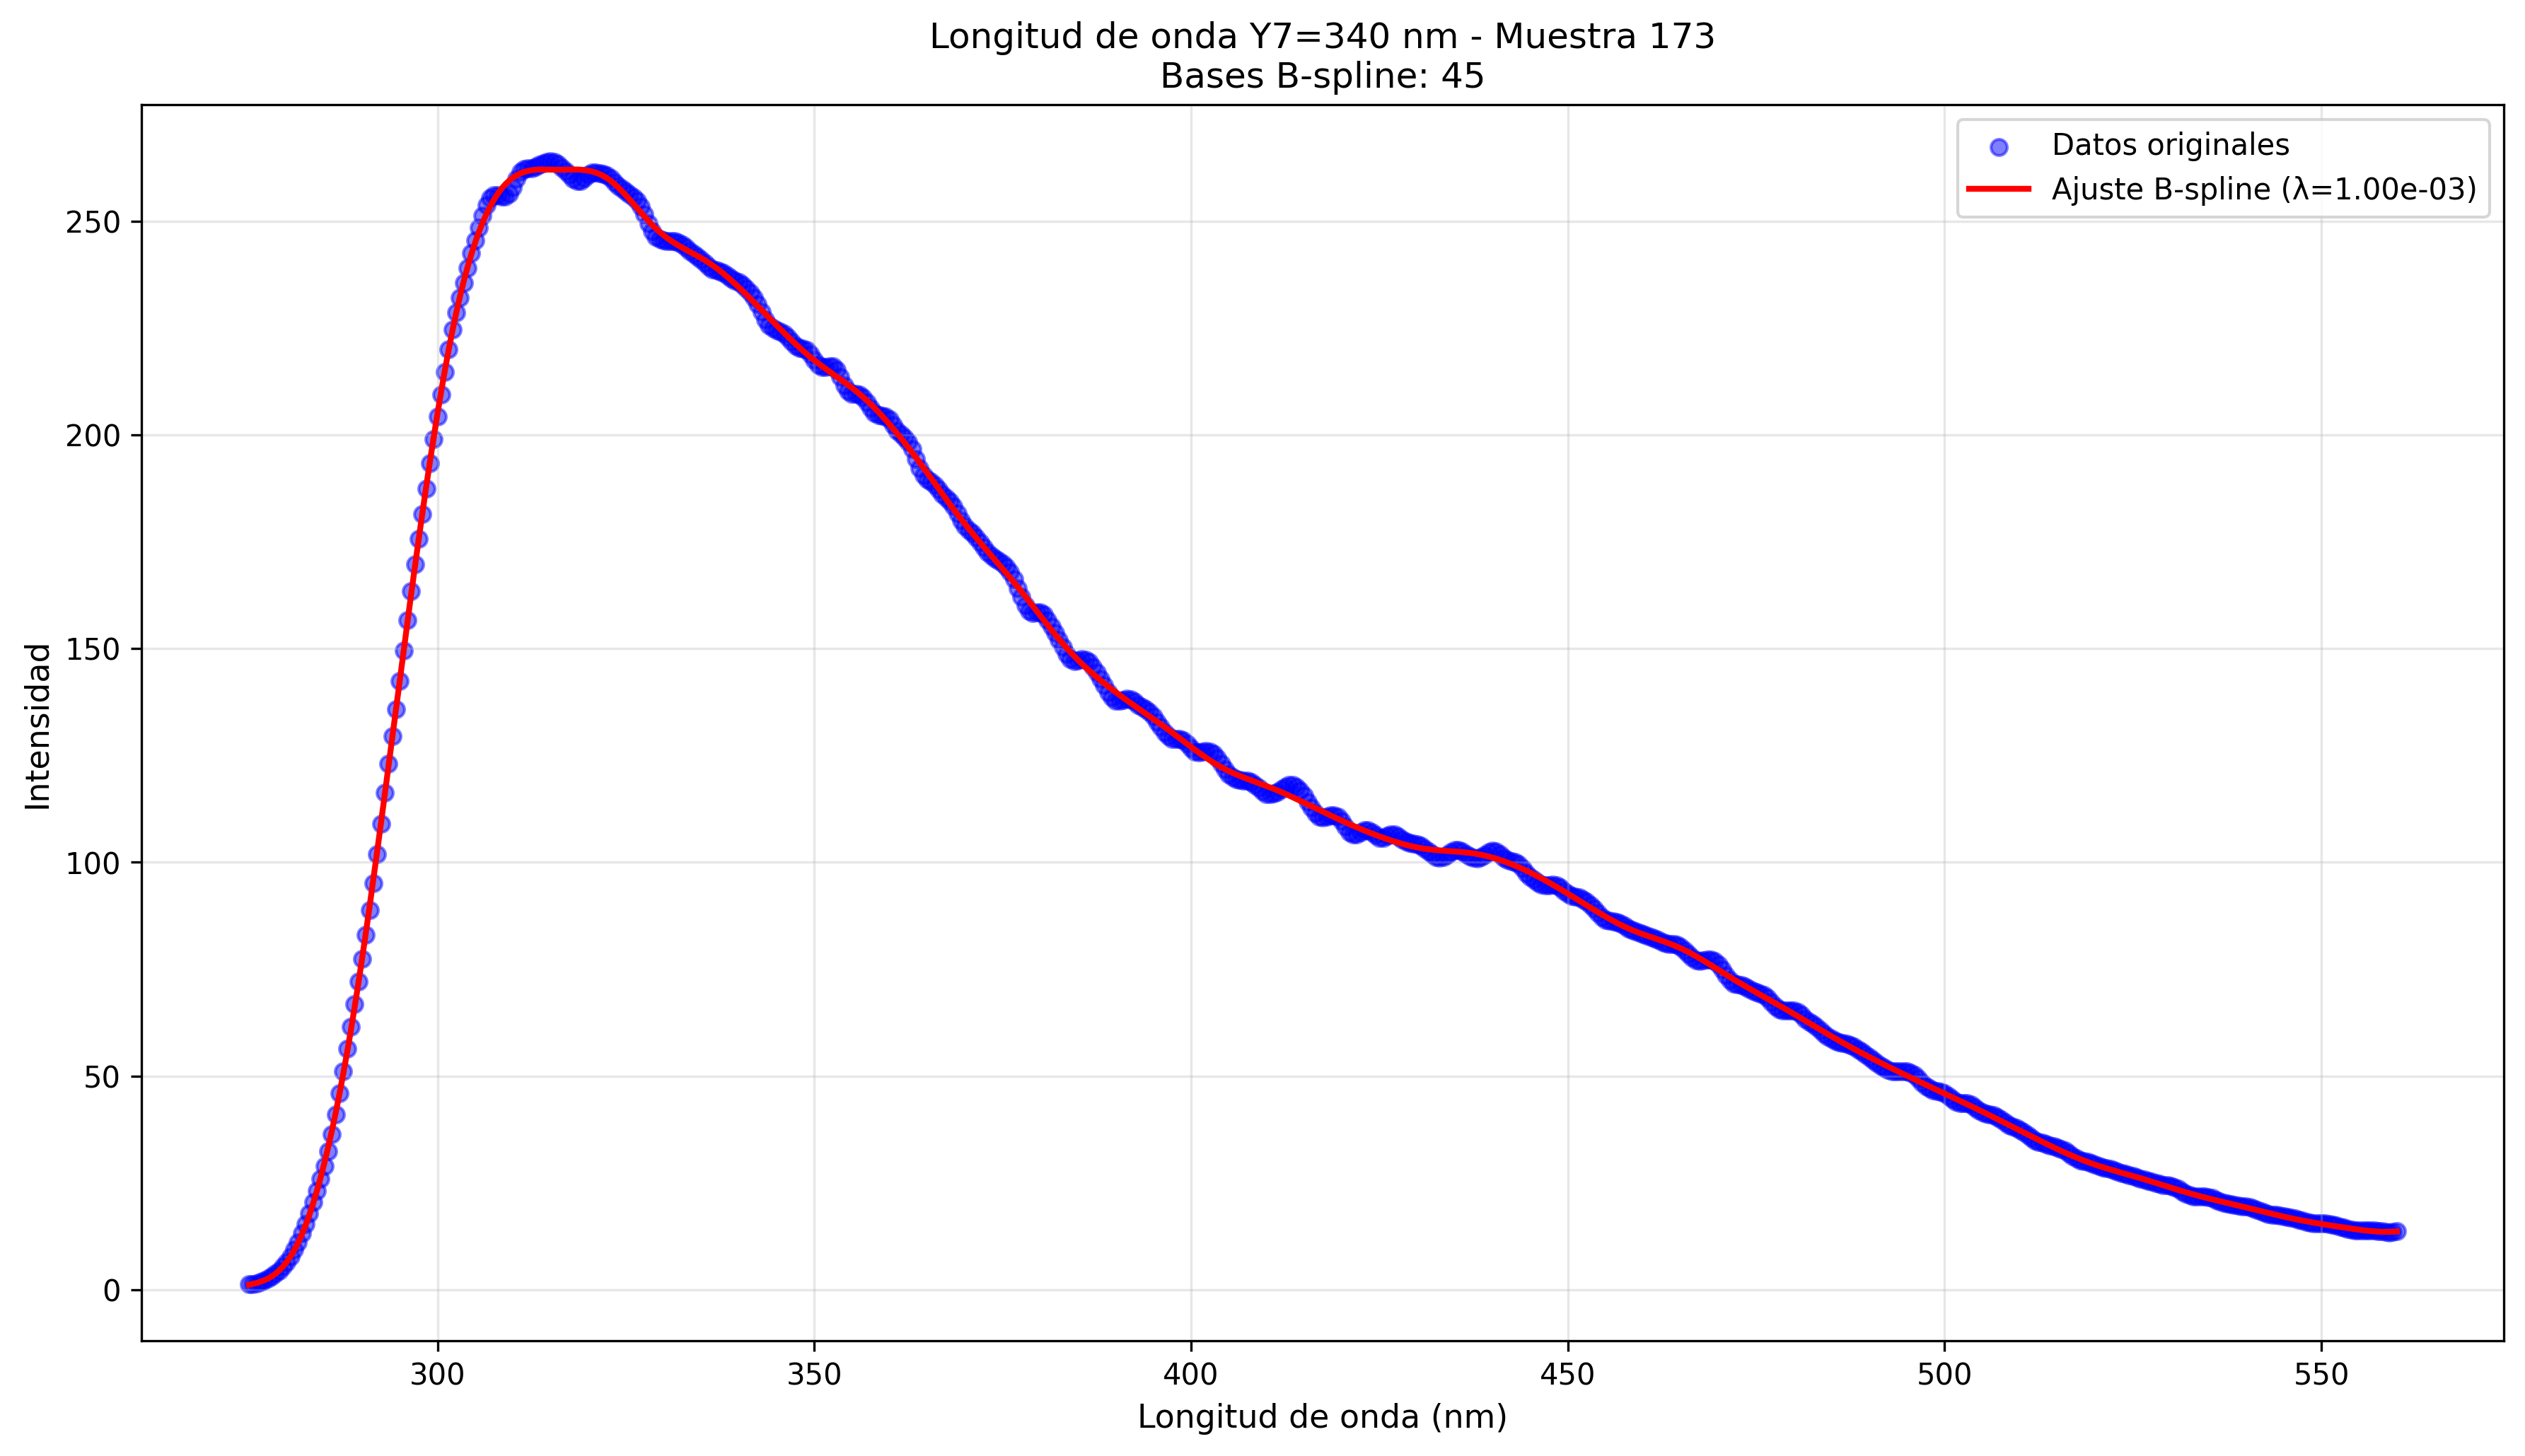 Longitud de onda Y7=340 nm - Muestra 173
Bases B-spline: 45
Datos originales
Ajuste B-spline (λ=1.00e-03)
Intensidad
250
200
150
100
50
0
300 350 400 450 500 550
Longitud de onda (nm)